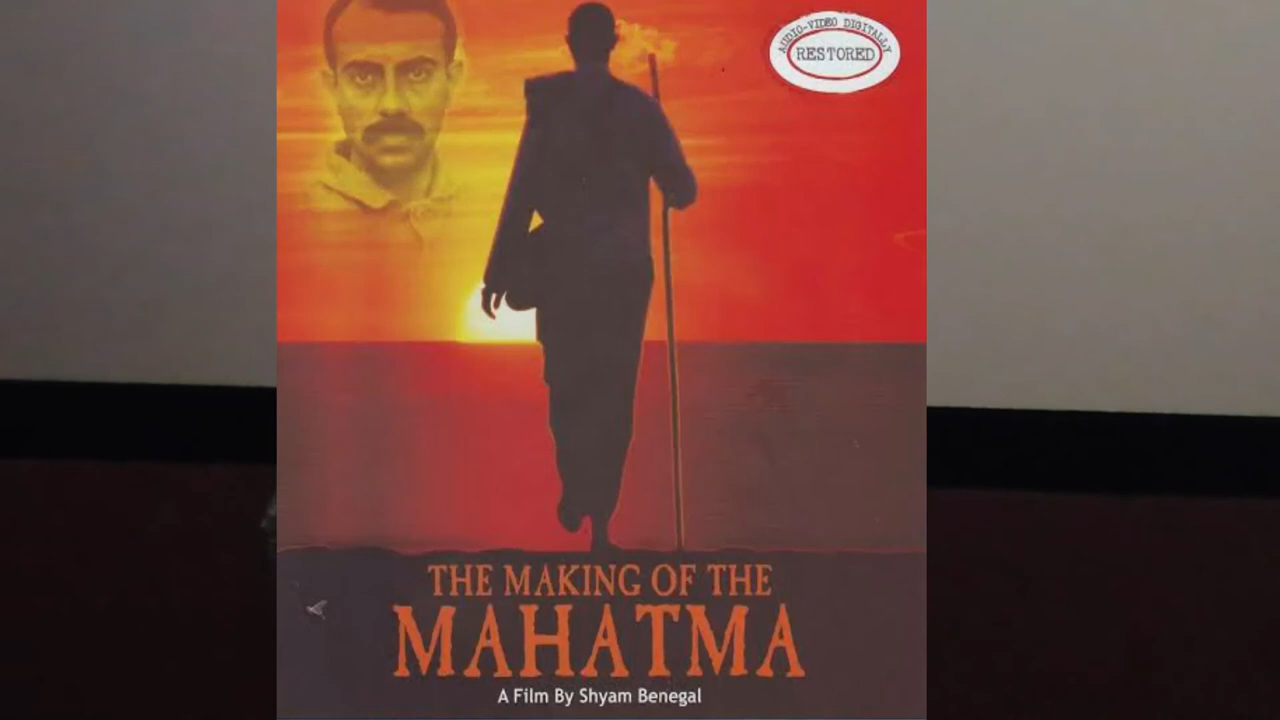 AUDIO-VIDEO DIGITALLY
RESTORED
THE MAKING OF THE
MAHATMA
A Film By Shyam Benegal